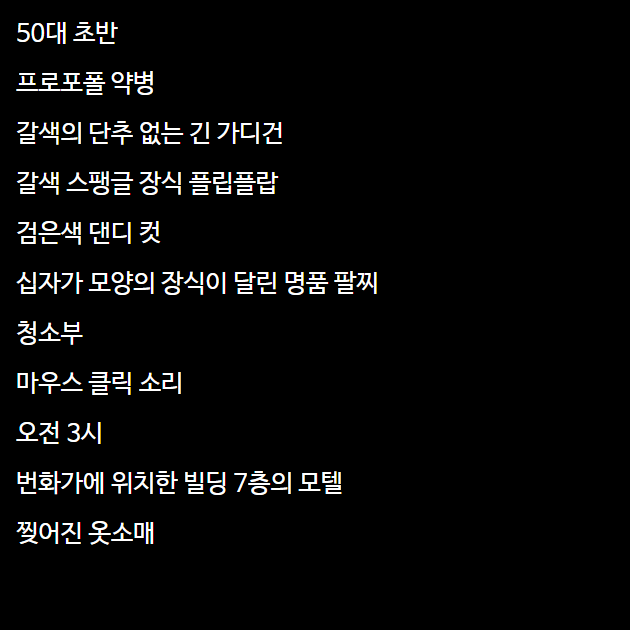 50대 초반
프로포폴 약병
갈색의 단추 없는 긴 가디건
갈색 스팽글 장식 플립플랍
검은색 댄디 컷
십자가 모양의 장식이 달린 명품 팔찌
청소부
마우스 클릭 소리
오전 3시
번화가에 위치한 빌딩 7층의 모텔
찢어진 옷소매